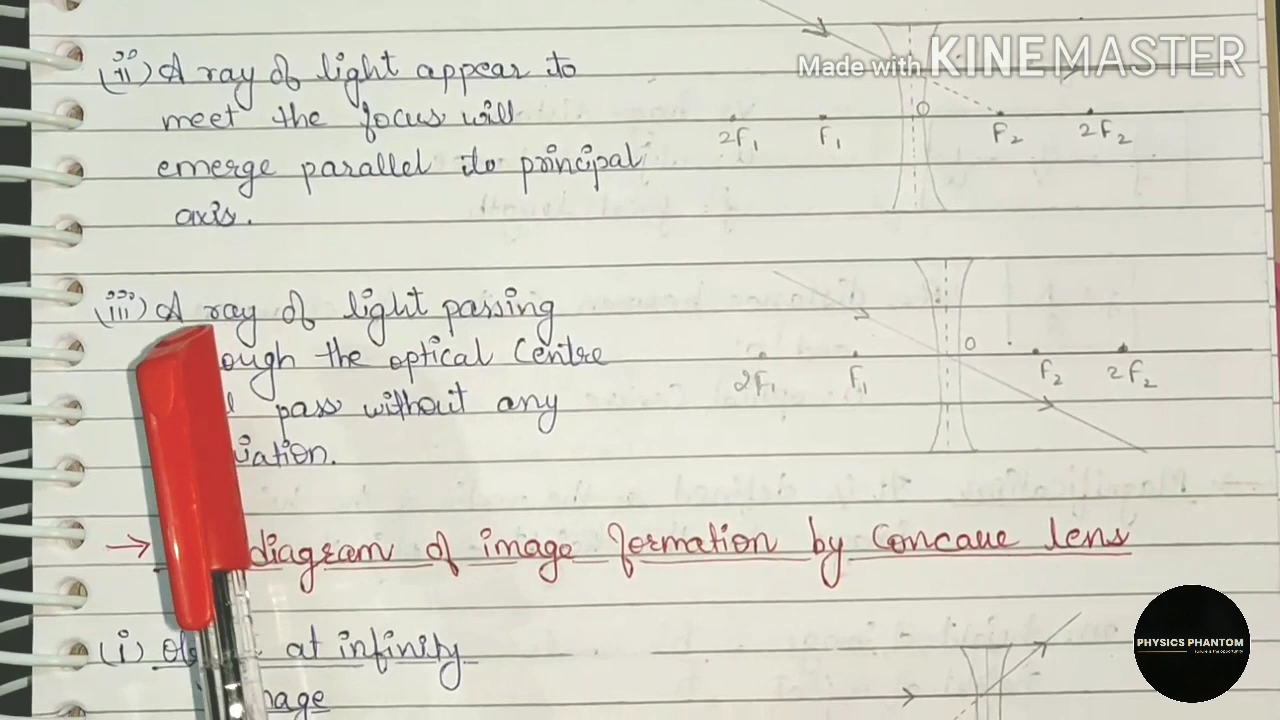 (ii) A ray of light appear to
meet the focus will
emerge parallel to principal
axis.
Made with KINEMASTER
O
2F₁ F₁ F₂ 2F₂
(iii) A ray of light passing
ough the optical Centre
pass without any
iation.
O
2F₁ F₁ F₂ 2F₂
→ diagram of image formation by Concave lens
(i) Ob at infinity
mage
PHYSICS PHANTOM